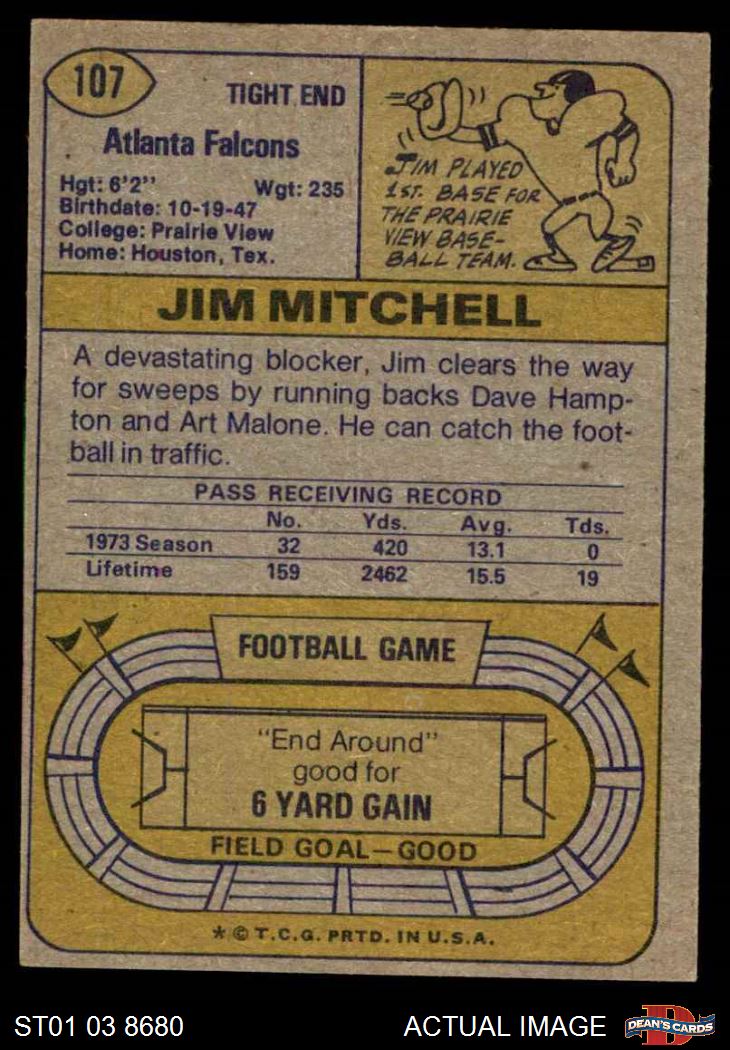 107
TIGHT END
Atlanta Falcons
Hgt: 6'2" Wgt: 235
Birthdate: 10-19-47
College: Prairie View
Home: Houston, Tex.
JIM PLAYED
1ST. BASE FOR
THE PRAIRIE
VIEW BASE-
BALL TEAM.
JIM MITCHELL
A devastating blocker, Jim clears the way
for sweeps by running backs Dave Hamp-
ton and Art Malone. He can catch the foot-
ball in traffic.
PASS RECEIVING RECORD
No. Yds. Avg. Tds.
1973 Season 32 420 13.1 0
Lifetime 159 2462 15.5 19
FOOTBALL GAME
"End Around"
good for
6 YARD GAIN
FIELD GOAL—GOOD
* © T.C.G. PRTD. IN U.S.A.
ST01 03 8680 ACTUAL IMAGE D DEAN'S CARDS